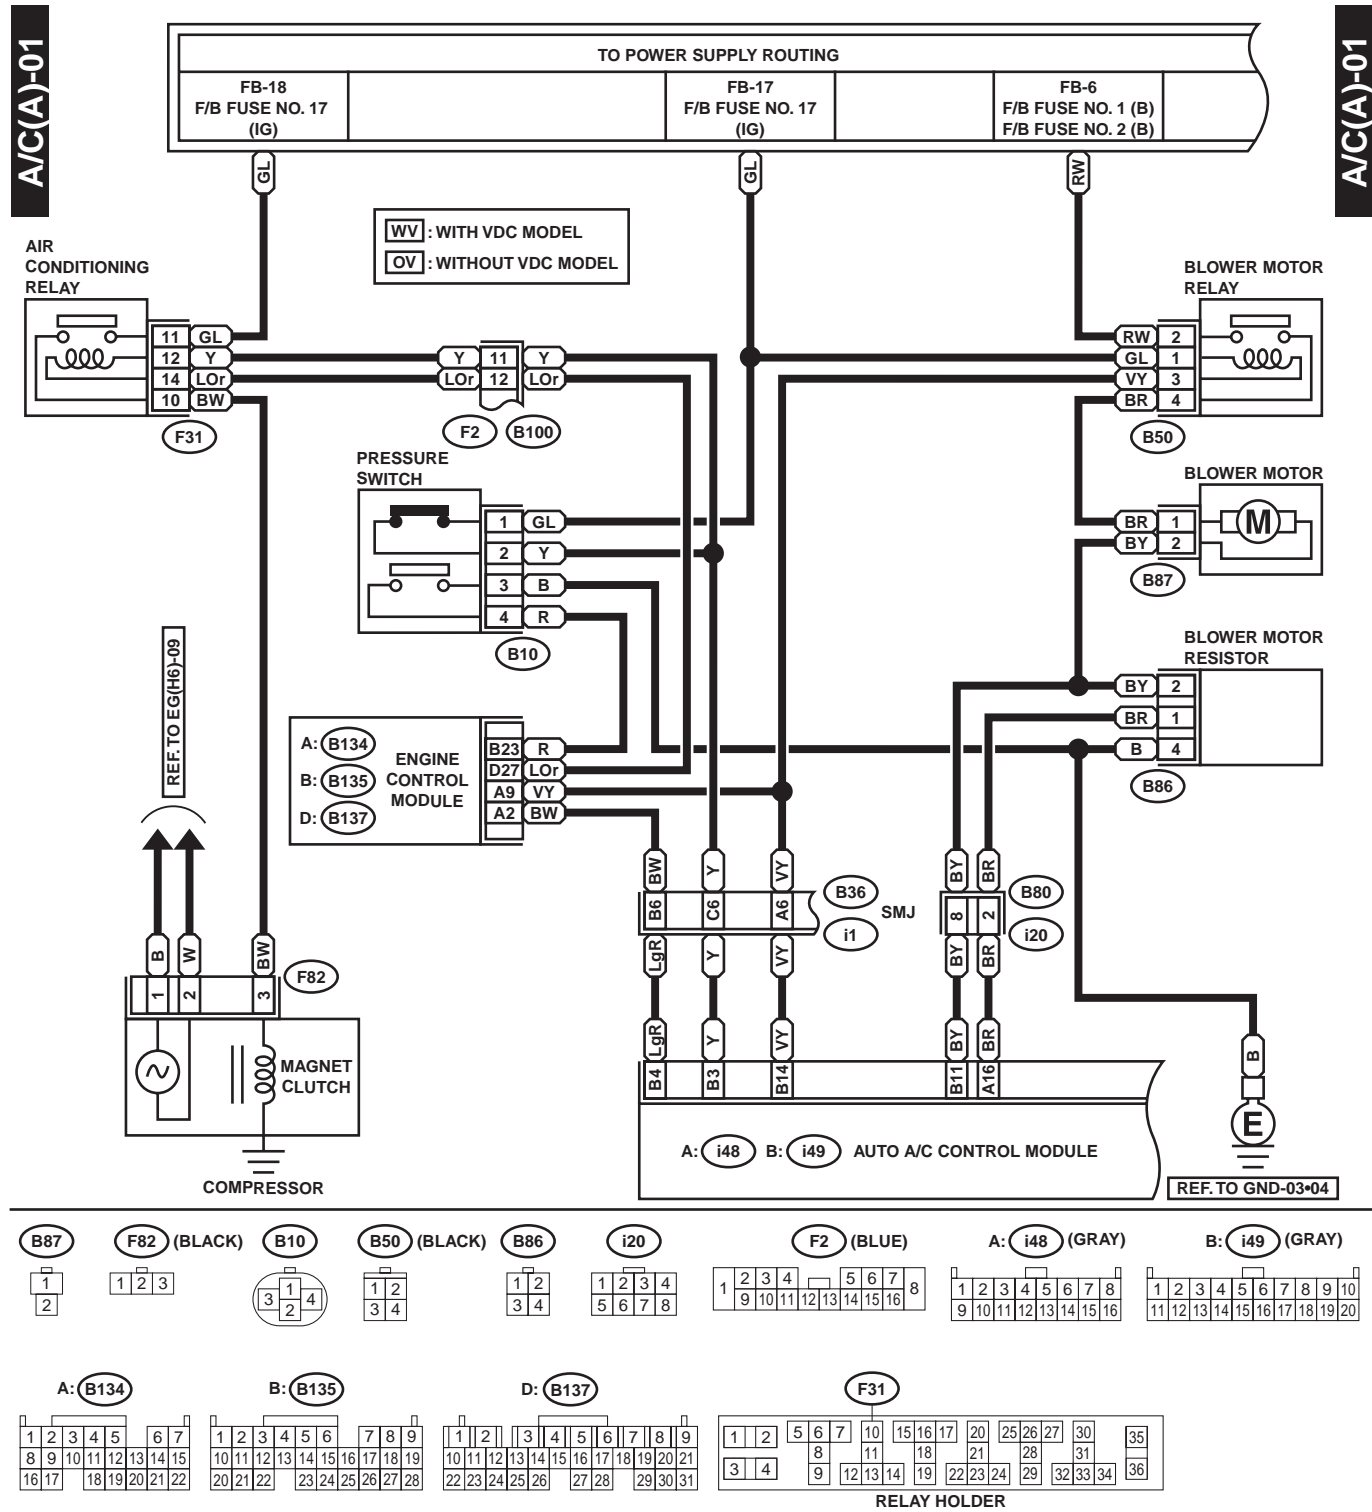 A/C(A)-01
A/C(A)-01
TO POWER SUPPLY ROUTING
FB-18
F/B FUSE NO. 17
(IG)
FB-17
F/B FUSE NO. 17
(IG)
FB-6
F/B FUSE NO. 1 (B)
F/B FUSE NO. 2 (B)
GL
GL
RW
WV : WITH VDC MODEL
OV : WITHOUT VDC MODEL
AIR
CONDITIONING
RELAY
11 GL
12 Y
14 LOr
10 BW
F31
Y 11 Y
LOr 12 LOr
F2 B100
BLOWER MOTOR
RELAY
RW 2
GL 1
VY 3
BR 4
B50
PRESSURE
SWITCH
1 GL
2 Y
3 B
4 R
B10
BLOWER MOTOR
M
BR 1
BY 2
B87
BLOWER MOTOR
RESISTOR
BY 2
BR 1
B 4
B86
REF. TO EG(H6)-09
A: B134
B: B135
D: B137
ENGINE
CONTROL
MODULE
B23 R
D27 LOr
A9 VY
A2 BW
BW Y VY BY BR
B6 C6 A6 8 2
B36
SMJ
i1
B80
i20
LgR Y VY BY BR
B W BW
1 2 3
F82
MAGNET
CLUTCH
COMPRESSOR
LgR Y VY BY BR
B4 B3 B14 B11 A16
A: i48 B: i49 AUTO A/C CONTROL MODULE
B
E
REF. TO GND-03•04
B87
1
2
F82 (BLACK)
1 2 3
B10
1
3 4
2
B50 (BLACK)
1 2
3 4
B86
1 2
3 4
i20
1 2 3 4
5 6 7 8
F2 (BLUE)
1 2 3 4 5 6 7 8
9 10 11 12 13 14 15 16
A: i48 (GRAY)
1 2 3 4 5 6 7 8
9 10 11 12 13 14 15 16
B: i49 (GRAY)
1 2 3 4 5 6 7 8 9 10
11 12 13 14 15 16 17 18 19 20
A: B134
1 2 3 4 5 6 7
8 9 10 11 12 13 14 15
16 17 18 19 20 21 22
B: B135
1 2 3 4 5 6 7 8 9
10 11 12 13 14 15 16 17 18 19
20 21 22 23 24 25 26 27 28
D: B137
1 2 3 4 5 6 7 8 9
10 11 12 13 14 15 16 17 18 19 20 21
22 23 24 25 26 27 28 29 30 31
F31
1 2 5 6 7 10 15 16 17 20 25 26 27 30 35
8 11 18 21 28 31
3 4 9 12 13 14 19 22 23 24 29 32 33 34 36
RELAY HOLDER